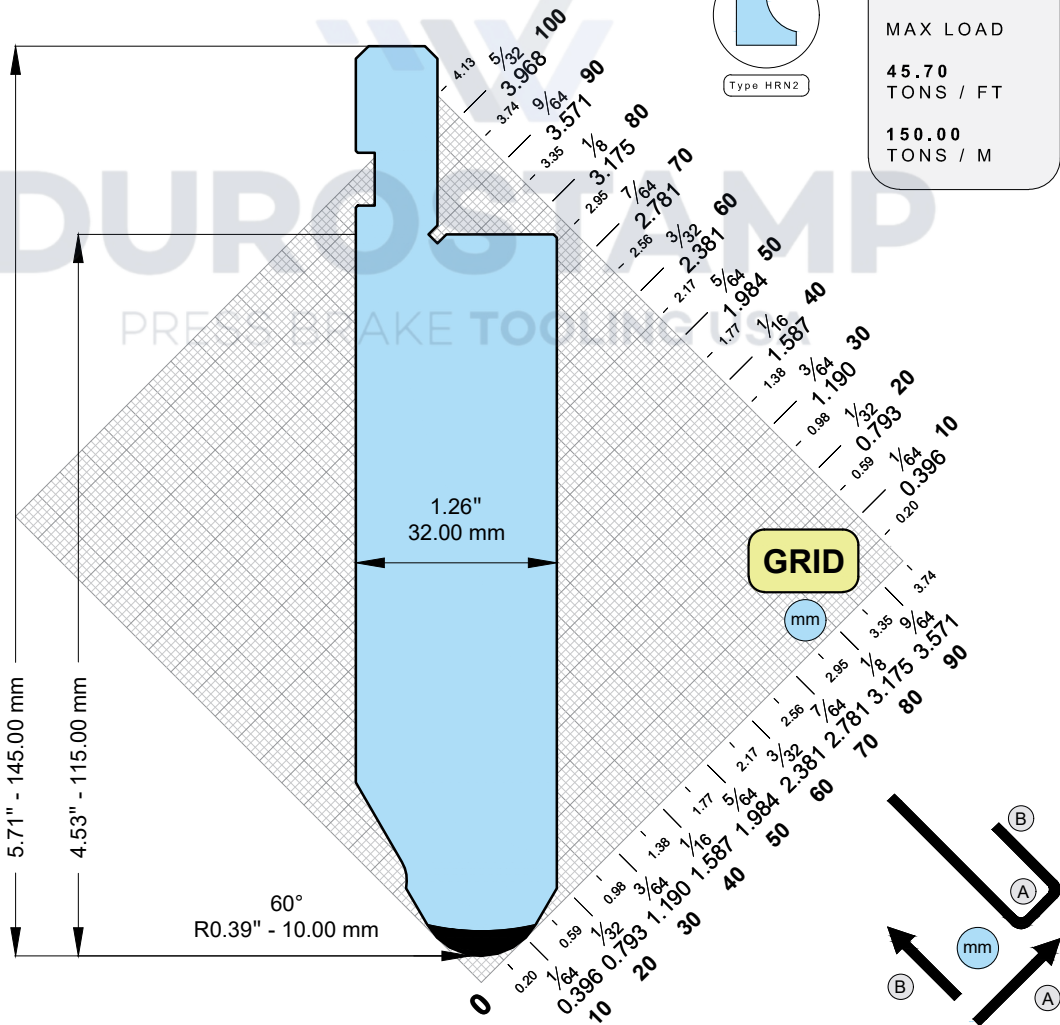 DUROSTAMP
PRESS BRAKE TOOLING USA
Type HRN2
MAX LOAD
45.70
TONS / FT
150.00
TONS / M
4.13 5/32 3.968 100
3.74 9/64 3.571 90
3.35 1/8 3.175 80
2.95 7/64 2.781 70
2.56 3/32 2.381 60
2.17 5/64 1.984 50
1.77 1/16 1.587 40
1.38 3/64 1.190 30
0.98 1/32 0.793 20
0.59 1/64 0.396 10
0.20
1.26"
32.00 mm
GRID
mm
5.71" - 145.00 mm
4.53" - 115.00 mm
60°
R0.39" - 10.00 mm
0
0.20 1/64 0.396 10
0.59 1/32 0.793 20
0.98 3/64 1.190 30
1.38 1/16 1.587 40
1.77 5/64 1.984 50
2.17 3/32 2.381 60
2.56 7/64 2.781 70
2.95 1/8 3.175 80
3.35 9/64 3.571 90
3.74
B
A
mm
B
A